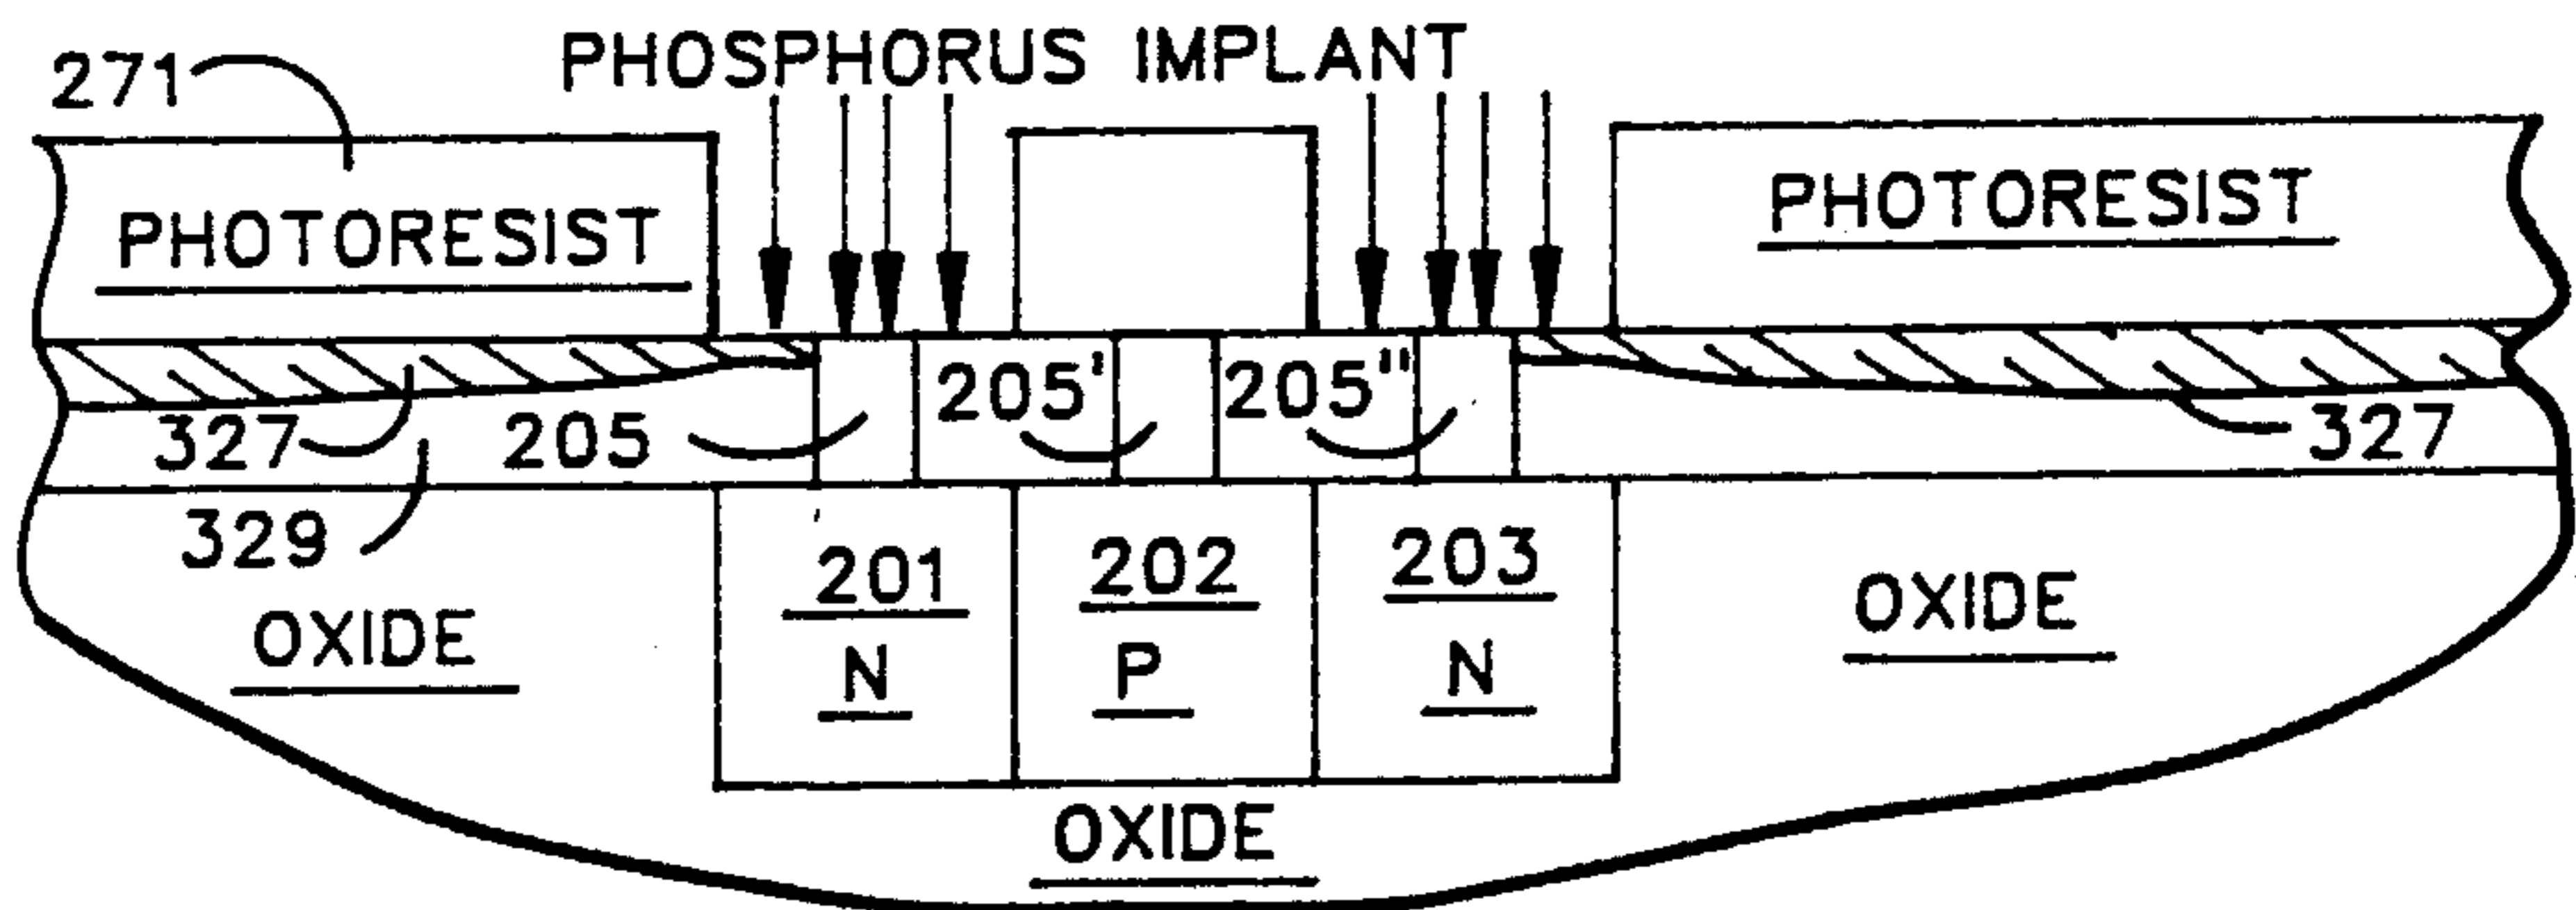 PHOSPHORUS IMPLANT
271
PHOTORESIST
PHOTORESIST
205'
205"
327
205
327
329
201
202
203
N
P
N
OXIDE
OXIDE
OXIDE